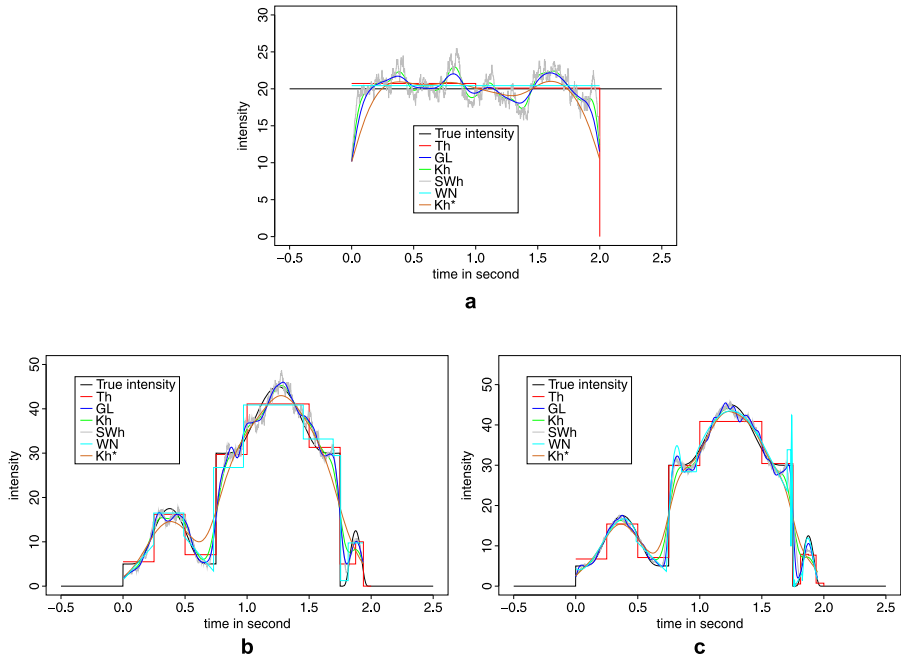 30
25
20
15
10
5
0
intensity
True intensity
Th
GL
Kh
SWh
WN
Kh*
−0.5 0.0 0.5 1.0 1.5 2.0 2.5
time in second
a
50
40
30
20
10
0
intensity
True intensity
Th
GL
Kh
SWh
WN
Kh*
−0.5 0.0 0.5 1.0 1.5 2.0 2.5
time in second
b
50
40
30
20
10
0
intensity
True intensity
Th
GL
Kh
SWh
WN
Kh*
−0.5 0.0 0.5 1.0 1.5 2.0 2.5
time in second
c